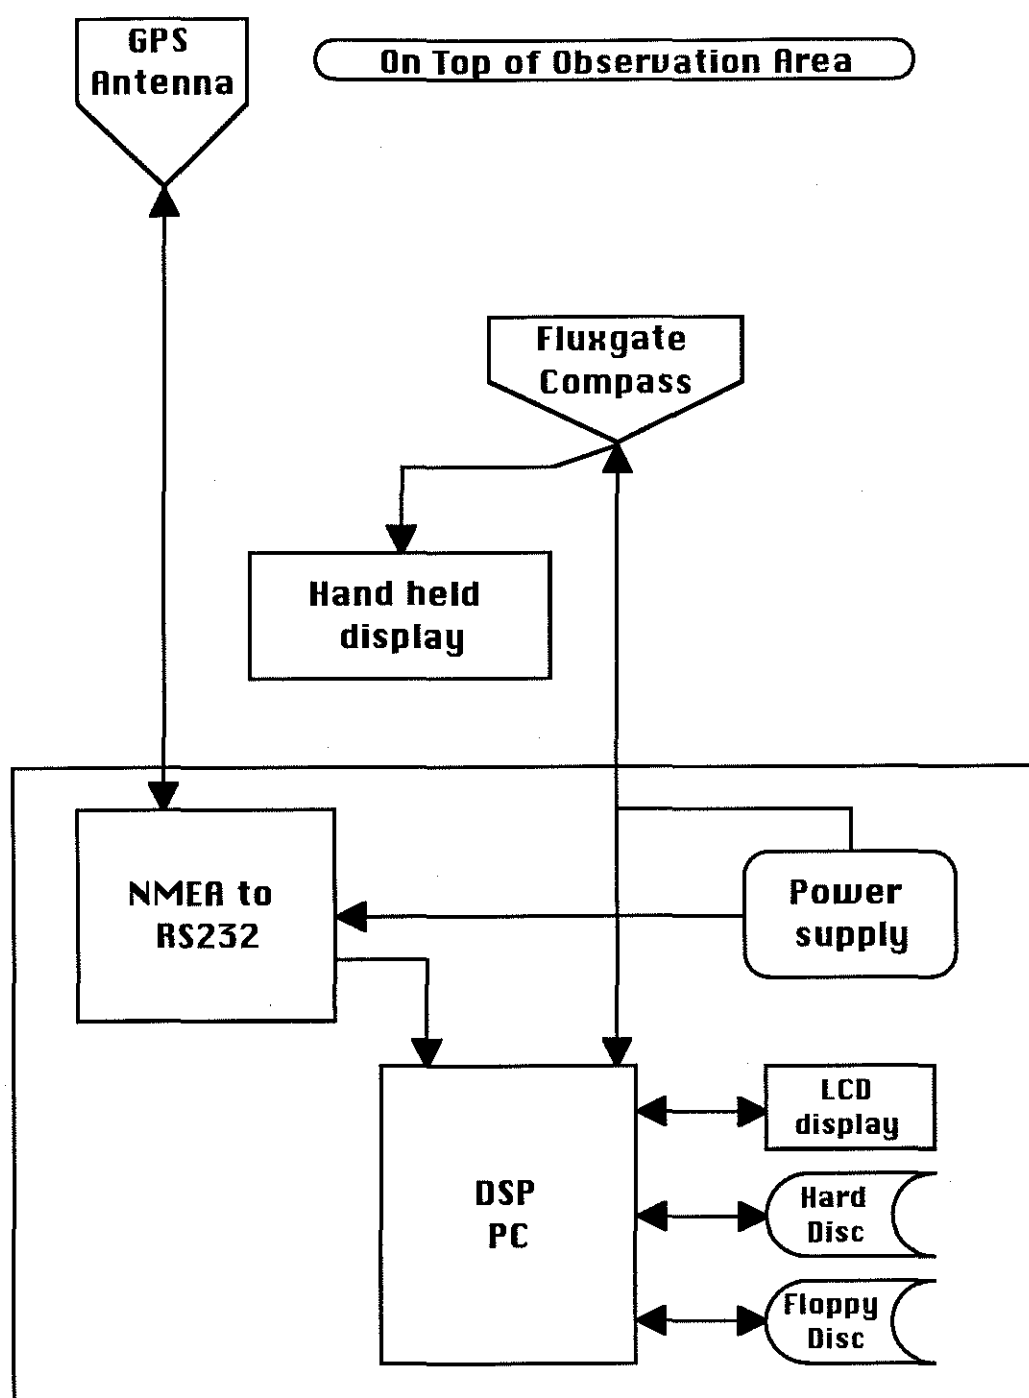 GPS
Antenna
On Top of Observation Area
Fluxgate
Compass
Hand held
display
NMEA to
RS232
Power
supply
LCD
display
DSP
PC
Hard
Disc
Floppy
Disc